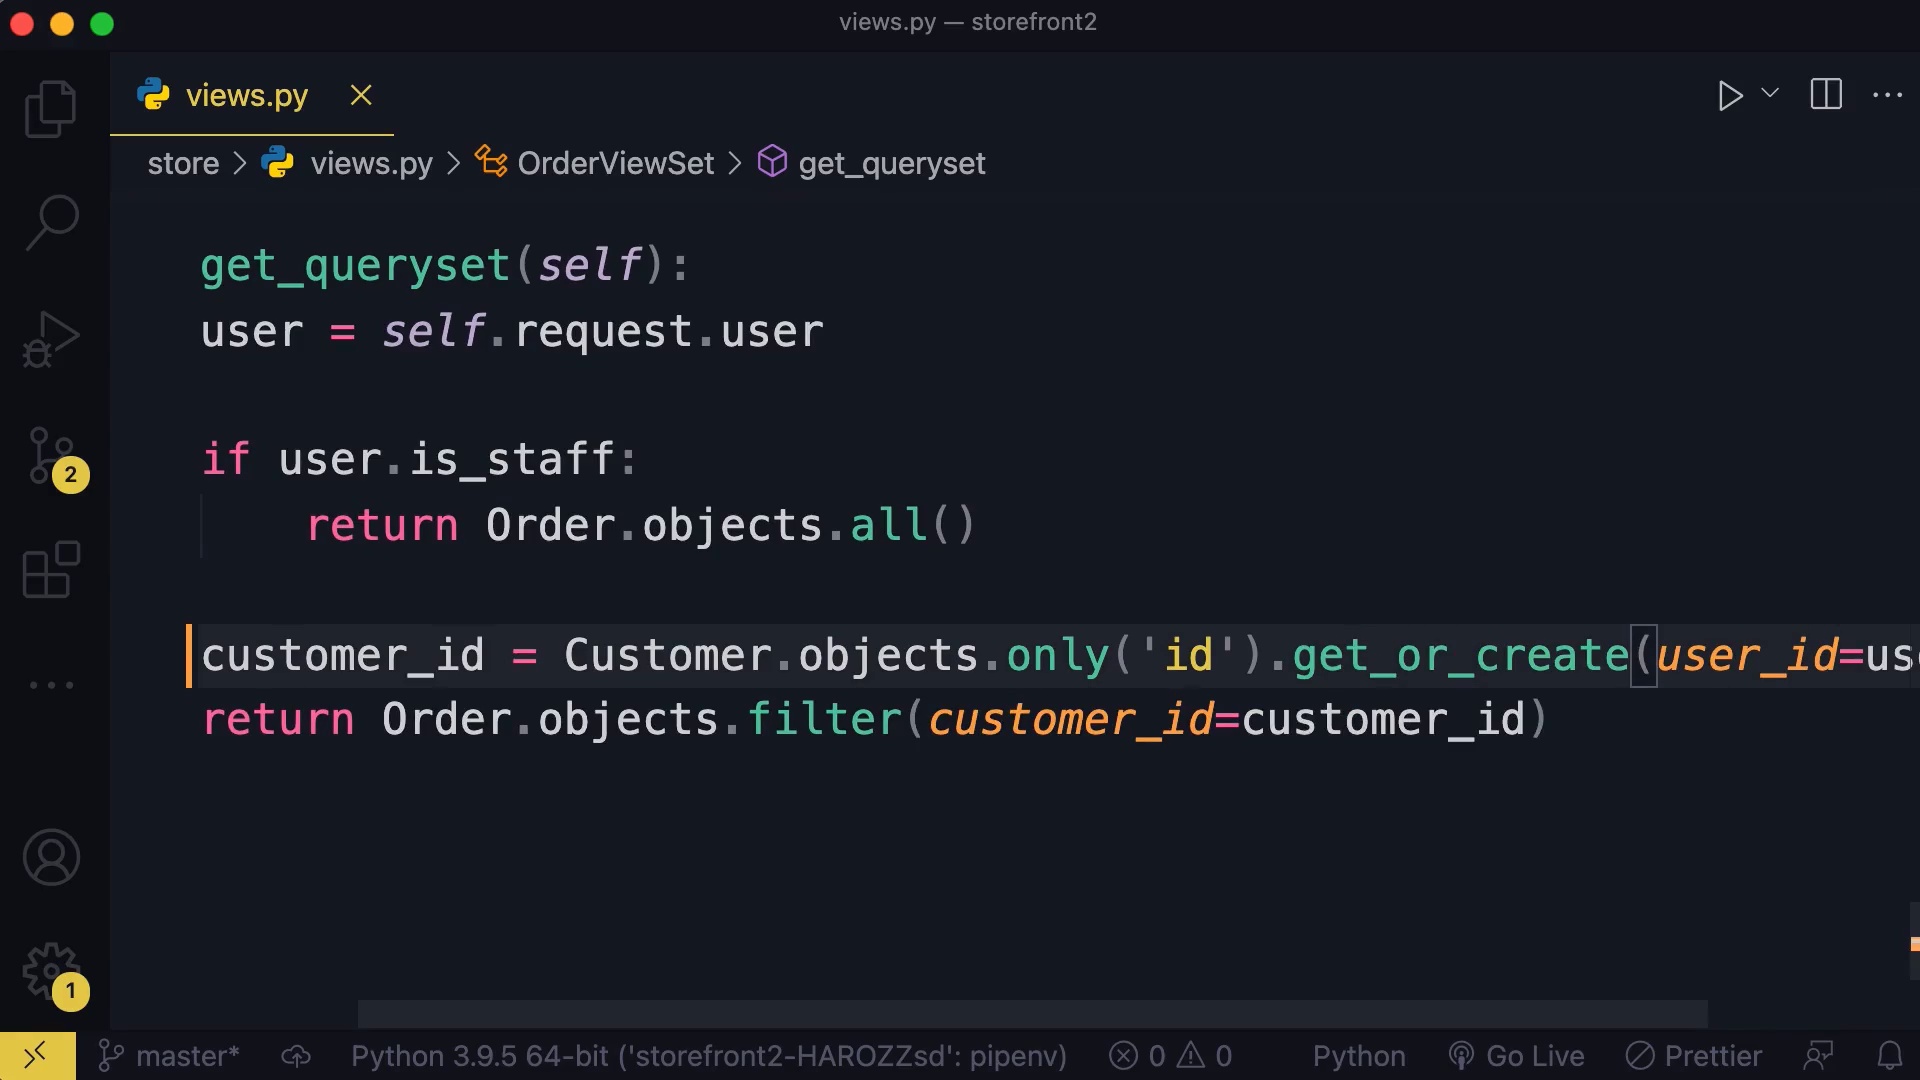 views.py — storefront2
views.py
store > views.py > OrderViewSet > get_queryset
get_queryset(self):
user = self.request.user
if user.is_staff:
return Order.objects.all()
customer_id = Customer.objects.only('id').get_or_create(user_id=us
return Order.objects.filter(customer_id=customer_id)
2
1
master* Python 3.9.5 64-bit ('storefront2-HAROZZsd': pipenv) 0 0 Python Go Live Prettier